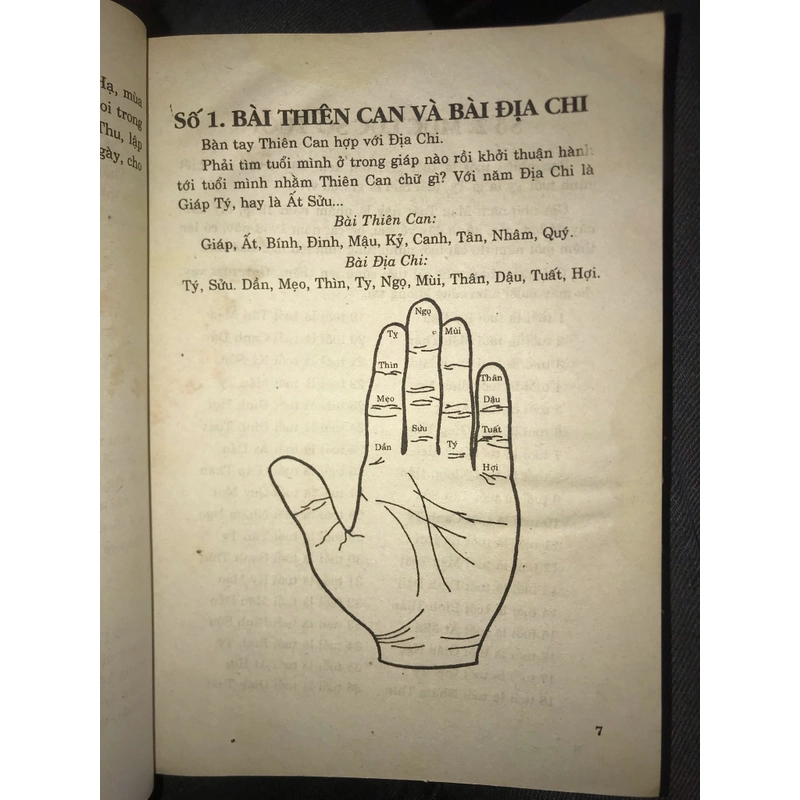 Hạ, mùa
trong
Thu, lập
cho
Số 1. BÀI THIÊN CAN VÀ BÀI ĐỊA CHI
Bàn tay Thiên Can hợp với Địa Chi.
Phải tìm tuổi mình ở trong giáp nào rồi khởi thuận hành
tới tuổi mình nhằm Thiên Can chữ gì? Với năm Địa Chi là
Giáp Tý, hay là Ất Sửu...
Bài Thiên Can:
Giáp, Ất, Bính, Đinh, Mậu, Kỷ, Canh, Tân, Nhâm, Quý.
Bài Địa Chi:
Tý, Sửu. Dần, Mẹo, Thìn, Tỵ, Ngọ, Mùi, Thân, Dậu, Tuất, Hợi.
Ngọ
Tỵ
Mùi
Thìn
Thân
Mẹo
Dậu
Sửu
Tuất
Dần
Tý
Hợi
7